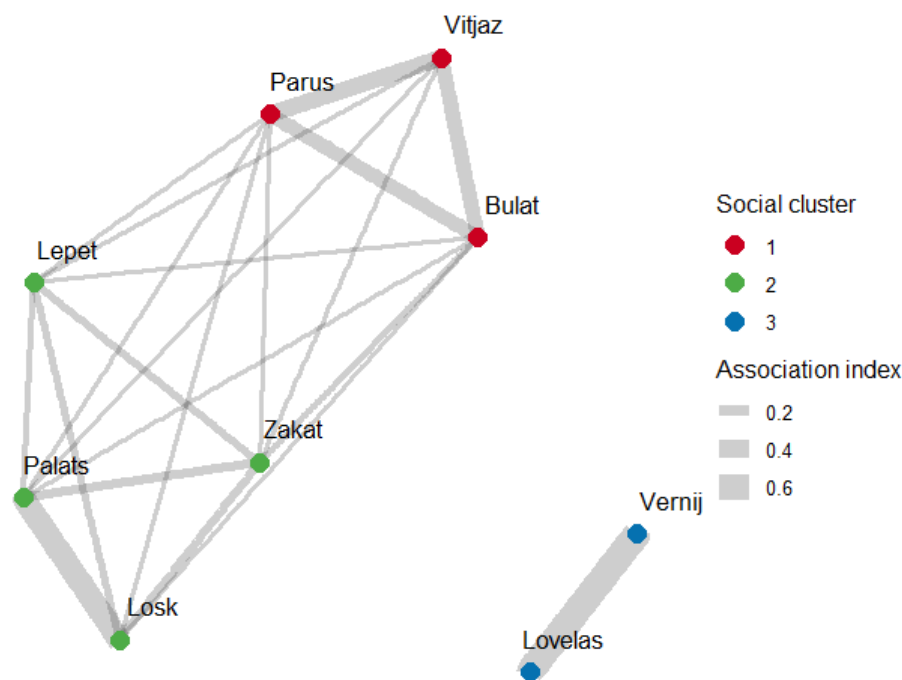 Vitjaz
Parus
Bulat
Lepet
Zakat
Palats
Losk
Vernij
Lovelas
Social cluster
1
2
3
Association index
0.2
0.4
0.6